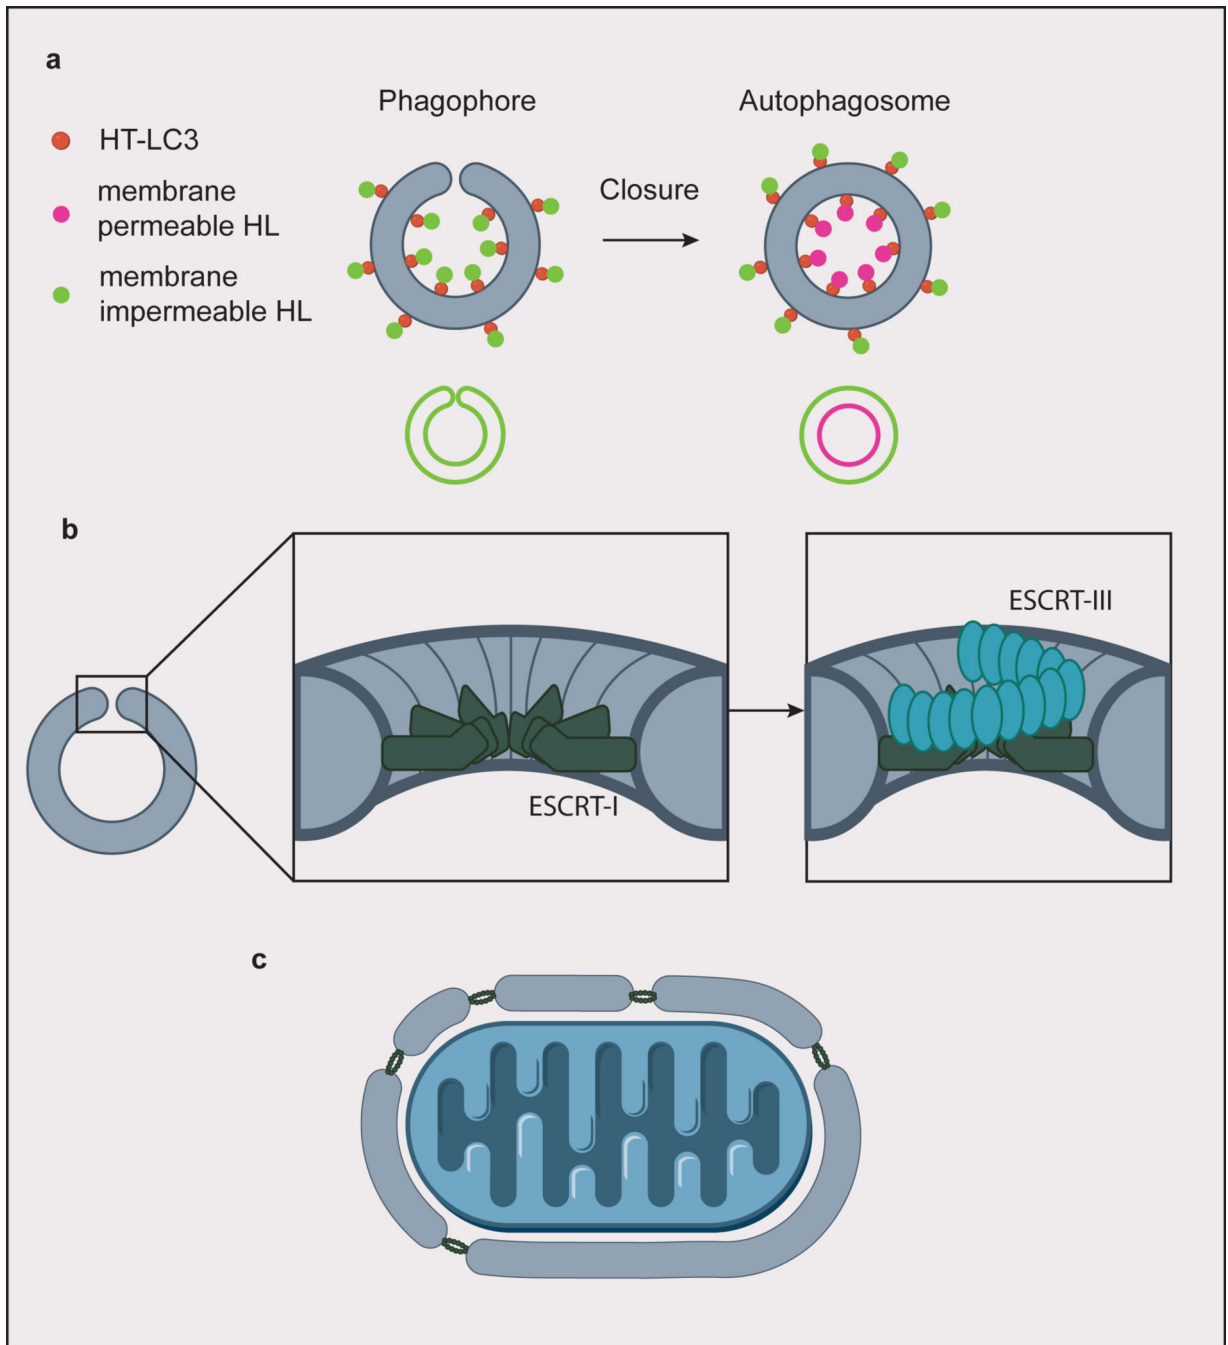 a
Phagophore
Autophagosome
HT-LC3
membrane
permeable HL
Closure
membrane
impermeable HL
b
ESCRT-III
ESCRT-I
c